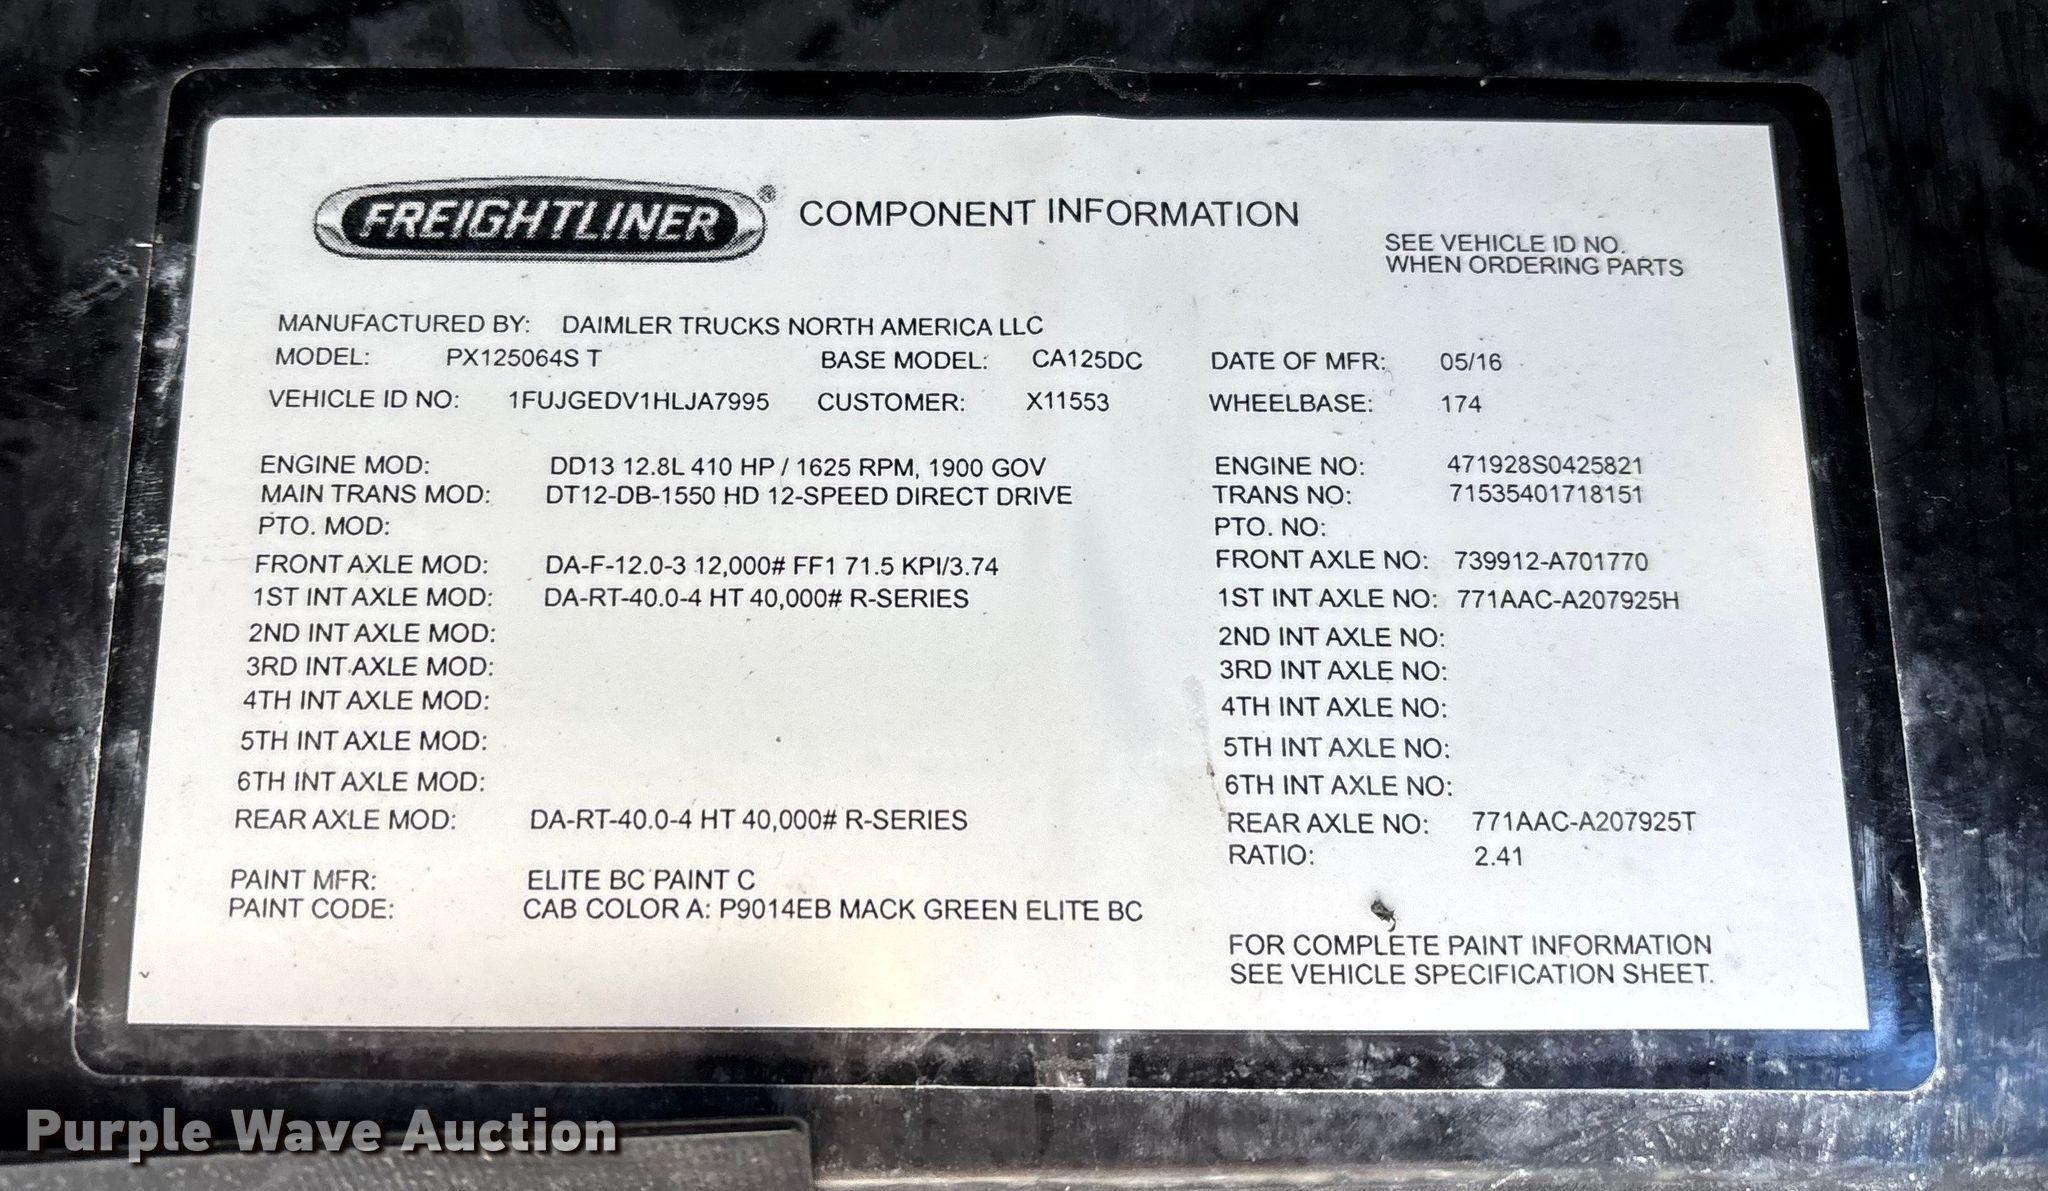 FREIGHTLINER® COMPONENT INFORMATION
SEE VEHICLE ID NO.
WHEN ORDERING PARTS
MANUFACTURED BY: DAIMLER TRUCKS NORTH AMERICA LLC
MODEL: PX125064S T BASE MODEL: CA125DC DATE OF MFR: 05/16
VEHICLE ID NO: 1FUJGEDV1HLJA7995 CUSTOMER: X11553 WHEELBASE: 174
ENGINE MOD: DD13 12.8L 410 HP / 1625 RPM, 1900 GOV ENGINE NO: 471928S0425821
MAIN TRANS MOD: DT12-DB-1550 HD 12-SPEED DIRECT DRIVE TRANS NO: 71535401718151
PTO. MOD: PTO. NO:
FRONT AXLE MOD: DA-F-12.0-3 12,000# FF1 71.5 KPI/3.74 FRONT AXLE NO: 739912-A701770
1ST INT AXLE MOD: DA-RT-40.0-4 HT 40,000# R-SERIES 1ST INT AXLE NO: 771AAC-A207925H
2ND INT AXLE MOD: 2ND INT AXLE NO:
3RD INT AXLE MOD: 3RD INT AXLE NO:
4TH INT AXLE MOD: 4TH INT AXLE NO:
5TH INT AXLE MOD: 5TH INT AXLE NO:
6TH INT AXLE MOD: 6TH INT AXLE NO:
REAR AXLE MOD: DA-RT-40.0-4 HT 40,000# R-SERIES REAR AXLE NO: 771AAC-A207925T
RATIO: 2.41
PAINT MFR: ELITE BC PAINT C
PAINT CODE: CAB COLOR A: P9014EB MACK GREEN ELITE BC
FOR COMPLETE PAINT INFORMATION
SEE VEHICLE SPECIFICATION SHEET.
Purple Wave Auction